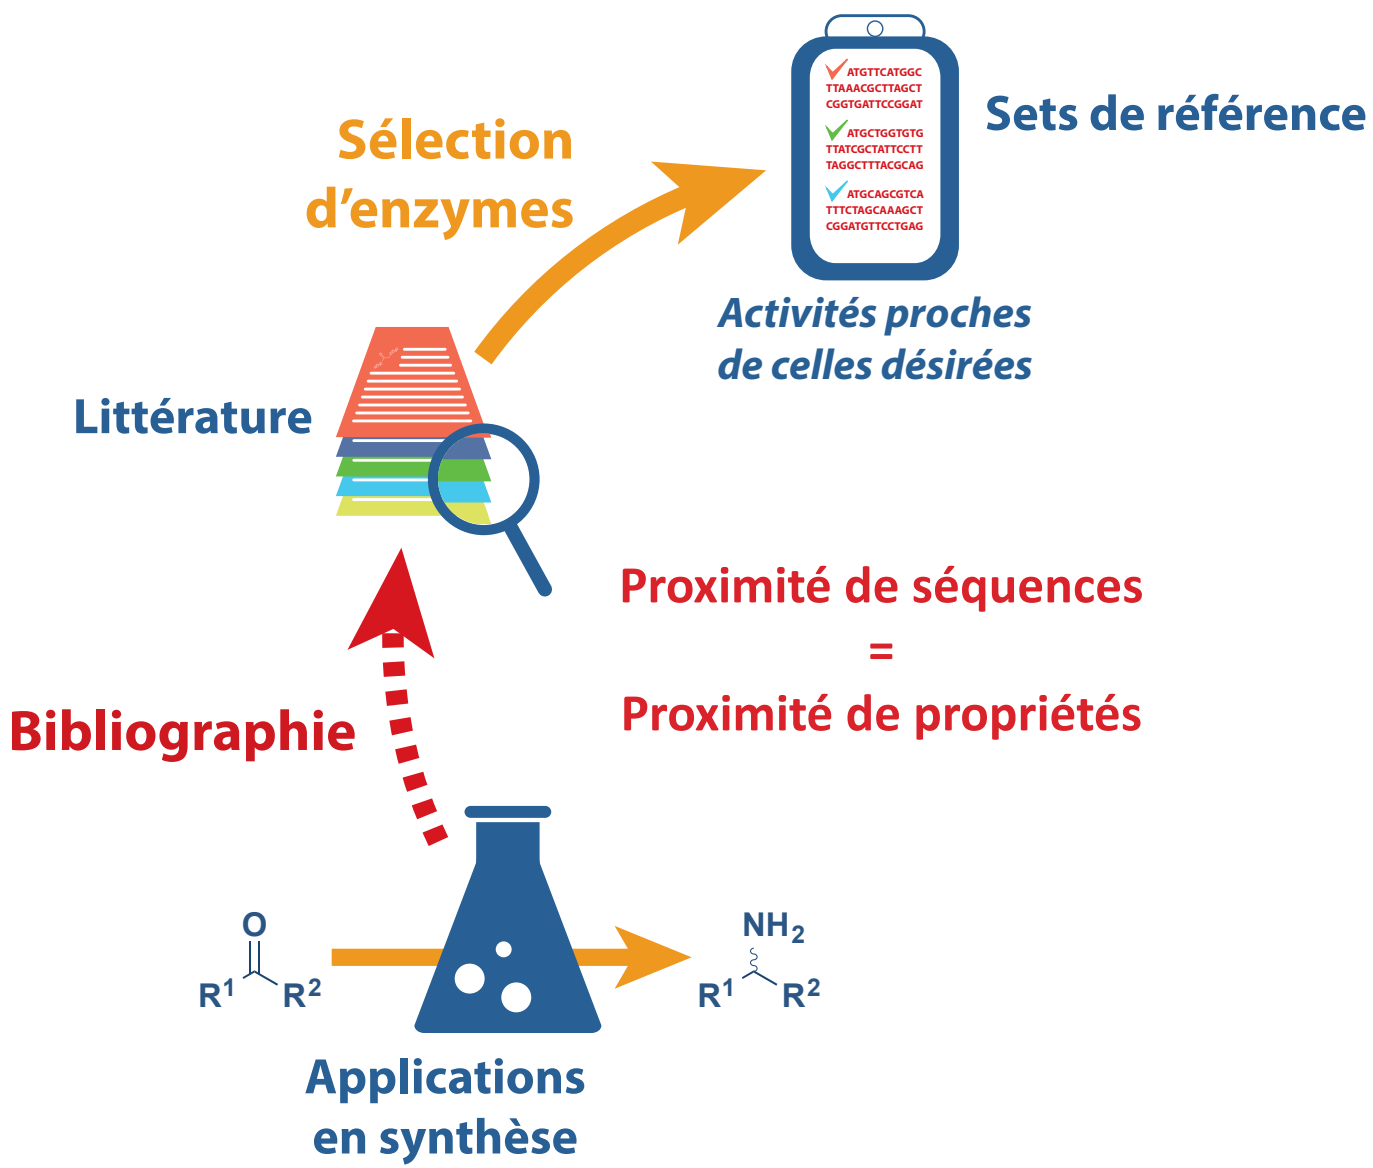 ATGTTCATGGC
TTAAACGCTTAGCT
CGGTGATTCCGGAT
ATGCTGGTGTG
TTATCGCTATTCCTT
TAGGCTTTACGCAG
ATGCAGCGTCA
TTTCTAGCAAAGCT
CGGATGTTCCTGAG
Sets de référence
Sélection
d'enzymes
Activités proches
de celles désirées
Littérature
Proximité de séquences
=
Proximité de propriétés
Bibliographie
O
R1 R2
NH2
R1 R2
Applications
en synthèse